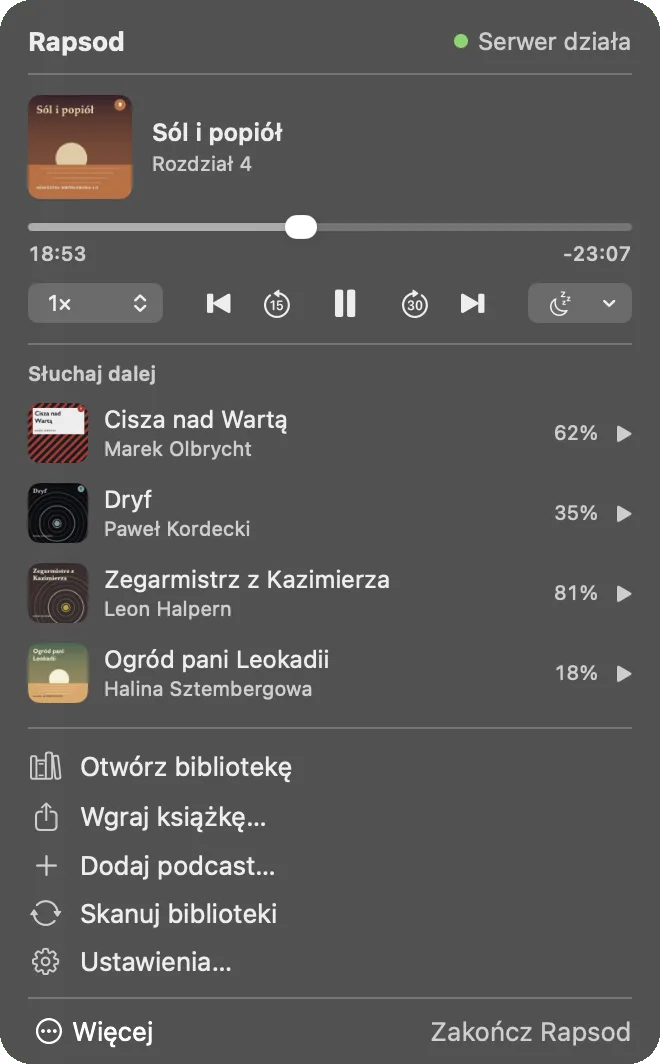 Rapsod
Serwer działa
Sól i popiół
Sól i popiół
Rozdział 4
18:53
-23:07
1×
15
30
zzz
Słuchaj dalej
Cisza nad
Wartą
Cisza nad Wartą
Marek Olbrycht
62%
Dryf
Dryf
Paweł Kordecki
35%
Zegarmistrz z
Kazimierza
Zegarmistrz z Kazimierza
Leon Halpern
81%
Ogród pani
Leokadii
Ogród pani Leokadii
Halina Sztembergowa
18%
Otwórz bibliotekę
Wgraj książkę...
Dodaj podcast...
Skanuj biblioteki
Ustawienia...
Więcej
Zakończ Rapsod